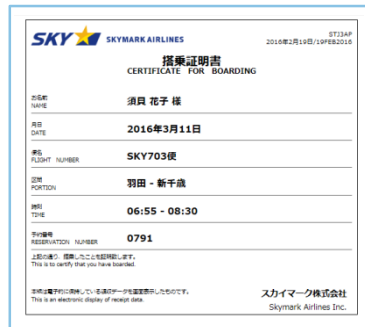 SKY SKYMARK AIRLINES
STJJAP
2016年2月19日/19FEB2016
搭乗証明書
CERTIFICATE FOR BOARDING
お名前
NAME
須貝 花子 様
月日
DATE
2016年3月11日
便名
FLIGHT NUMBER
SKY703便
区間
PORTION
羽田 - 新千歳
時刻
TIME
06:55 - 08:30
予約番号
RESERVATION NUMBER
0791
上記の通り、搭乗したことを証明致します。
This is to certify that you have boarded.
本帳は電子的に保持している領収データを画面表示したものです。
This is an electronic display of receipt data.
スカイマーク株式会社
Skymark Airlines Inc.